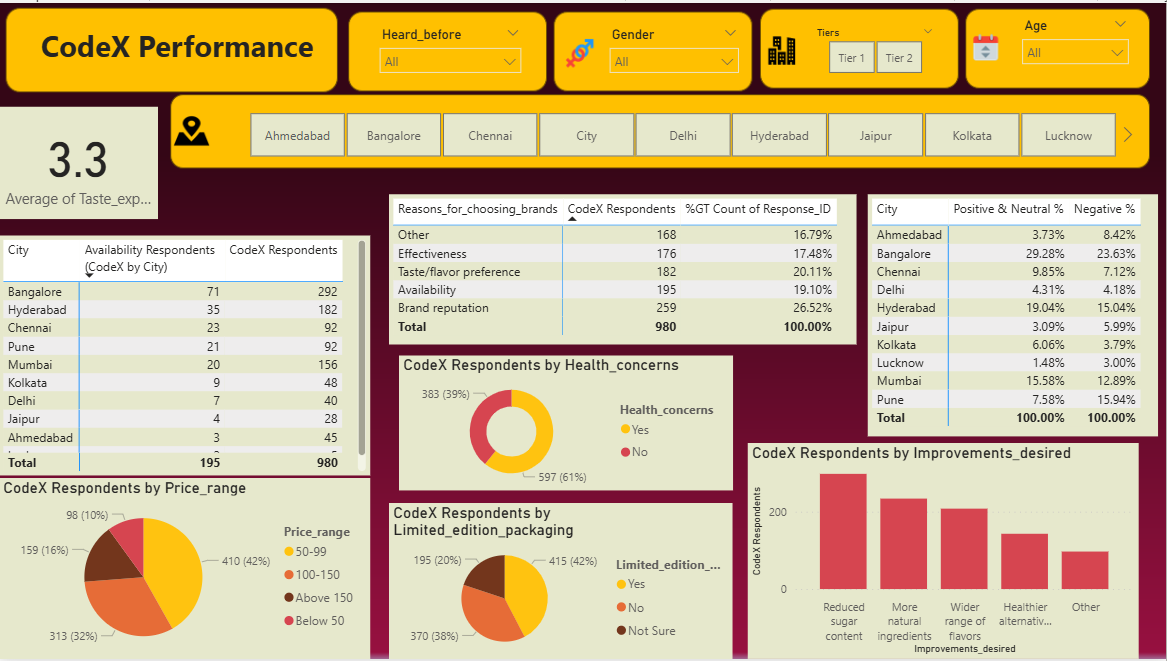 CodeX Performance
Heard_before
All
Gender
All
Tiers
Tier 1
Tier 2
Age
All
Ahmedabad
Bangalore
Chennai
City
Delhi
Hyderabad
Jaipur
Kolkata
Lucknow
3.3
Average of Taste_exp...
City Availability Respondents (CodeX by City) CodeX Respondents
Bangalore 71 292
Hyderabad 35 182
Chennai 23 92
Pune 21 92
Mumbai 20 156
Kolkata 9 48
Delhi 7 40
Jaipur 4 28
Ahmedabad 3 45
Total 195 980
Reasons_for_choosing_brands CodeX Respondents %GT Count of Response_ID
Other 168 16.79%
Effectiveness 176 17.48%
Taste/flavor preference 182 20.11%
Availability 195 19.10%
Brand reputation 259 26.52%
Total 980 100.00%
City Positive & Neutral % Negative %
Ahmedabad 3.73% 8.42%
Bangalore 29.28% 23.63%
Chennai 9.85% 7.12%
Delhi 4.31% 4.18%
Hyderabad 19.04% 15.04%
Jaipur 3.09% 5.99%
Kolkata 6.06% 3.79%
Lucknow 1.48% 3.00%
Mumbai 15.58% 12.89%
Pune 7.58% 15.94%
Total 100.00% 100.00%
CodeX Respondents by Health_concerns
383 (39%)
597 (61%)
Health_concerns
Yes
No
CodeX Respondents by Price_range
98 (10%)
159 (16%)
410 (42%)
313 (32%)
Price_range
50-99
100-150
Above 150
Below 50
CodeX Respondents by
Limited_edition_packaging
195 (20%)
415 (42%)
370 (38%)
Limited_edition_...
Yes
No
Not Sure
CodeX Respondents by Improvements_desired
CodeX Respondents
200
0
Reduced
sugar
content
More
natural
ingredients
Wider
range of
flavors
Healthier
alternativ...
Other
Improvements_desired